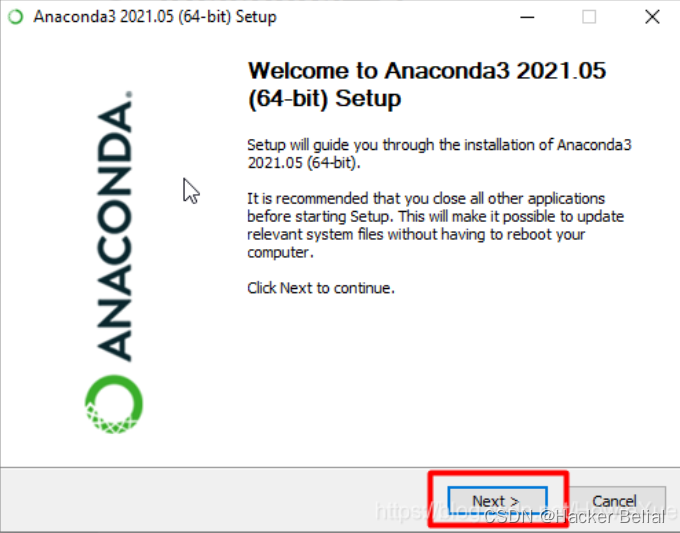 Anaconda3 2021.05 (64-bit) Setup
Welcome to Anaconda3 2021.05
(64-bit) Setup
ANACONDA.
Setup will guide you through the installation of Anaconda3
2021.05 (64-bit).
It is recommended that you close all other applications
before starting Setup. This will make it possible to update
relevant system files without having to reboot your
computer.
Click Next to continue.
Next >
Cancel
CSDN @Hacker Belial